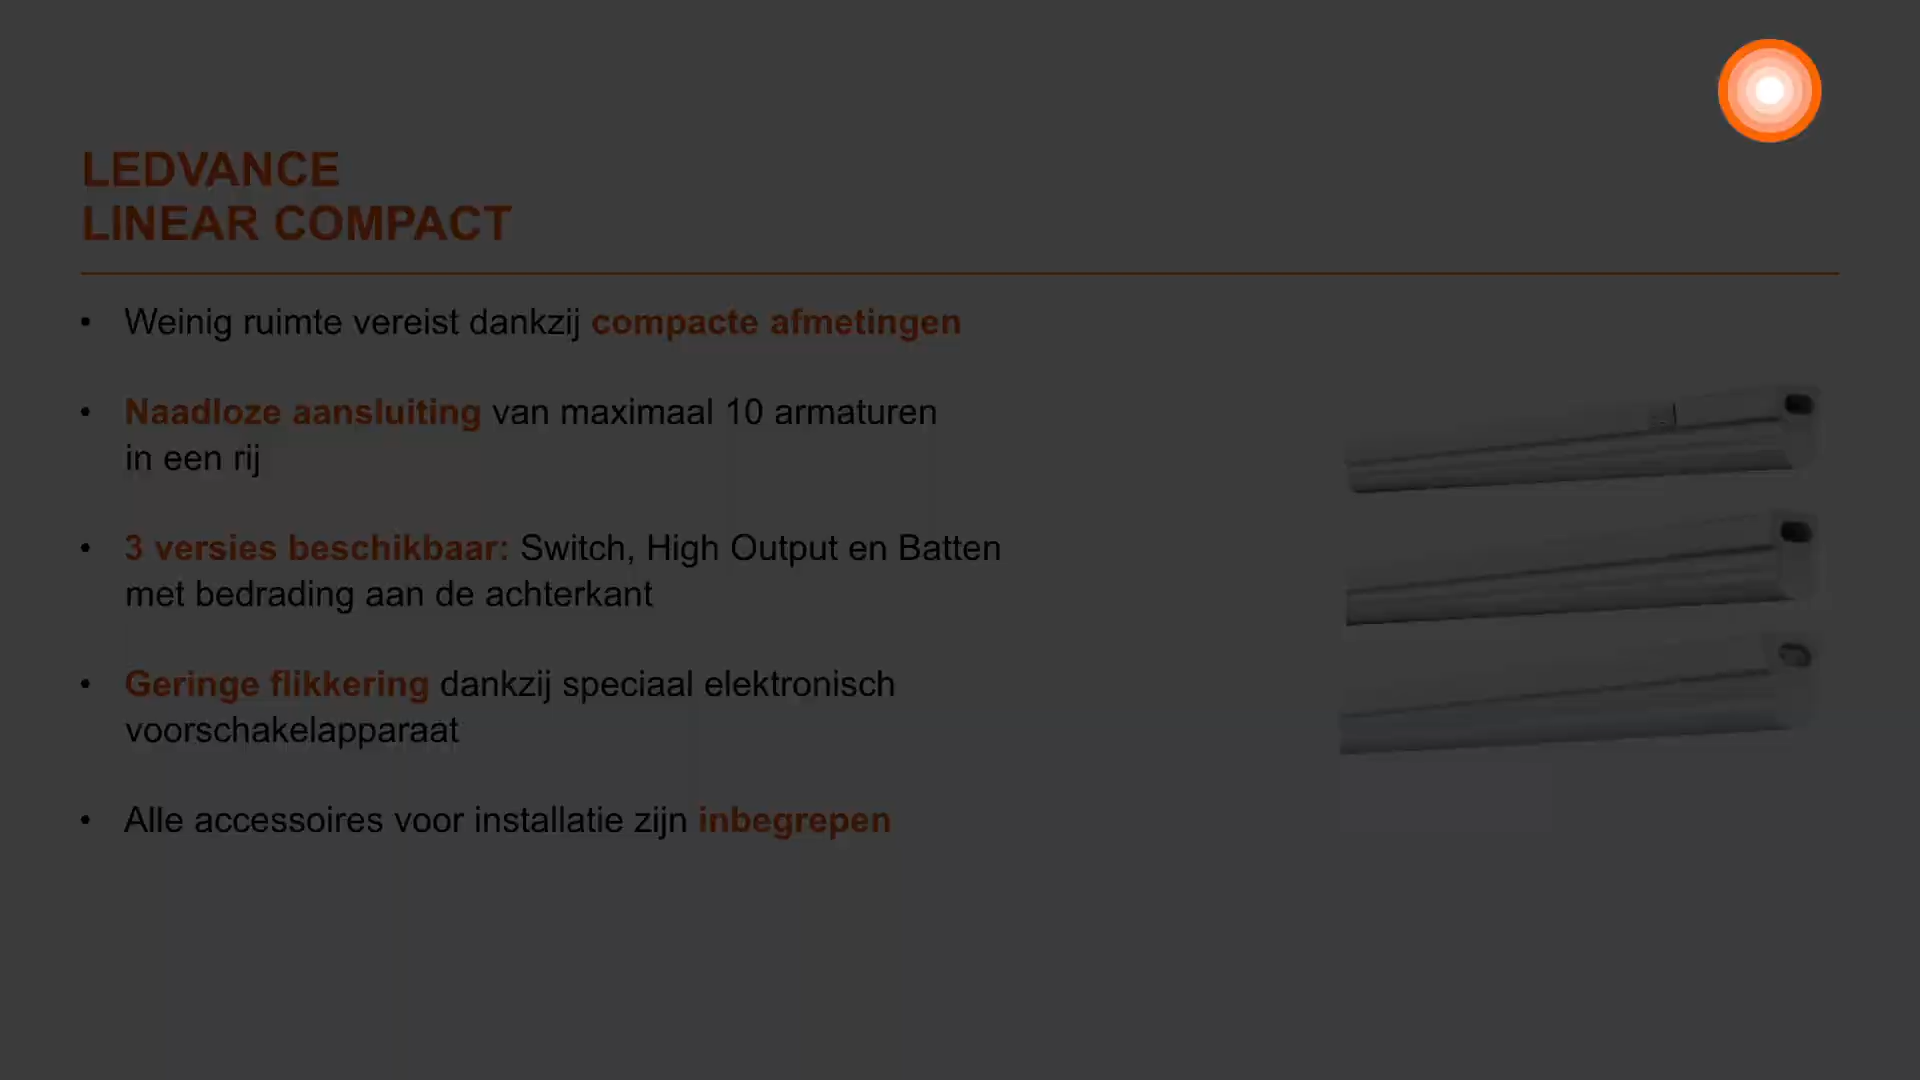 LEDVANCE
LINEAR COMPACT
• Weinig ruimte vereist dankzij compacte afmetingen
• Naadloze aansluiting van maximaal 10 armaturen
in een rij
• 3 versies beschikbaar: Switch, High Output en Batten
met bedrading aan de achterkant
• Geringe flikkering dankzij speciaal elektronisch
voorschakelapparaat
• Alle accessoires voor installatie zijn inbegrepen